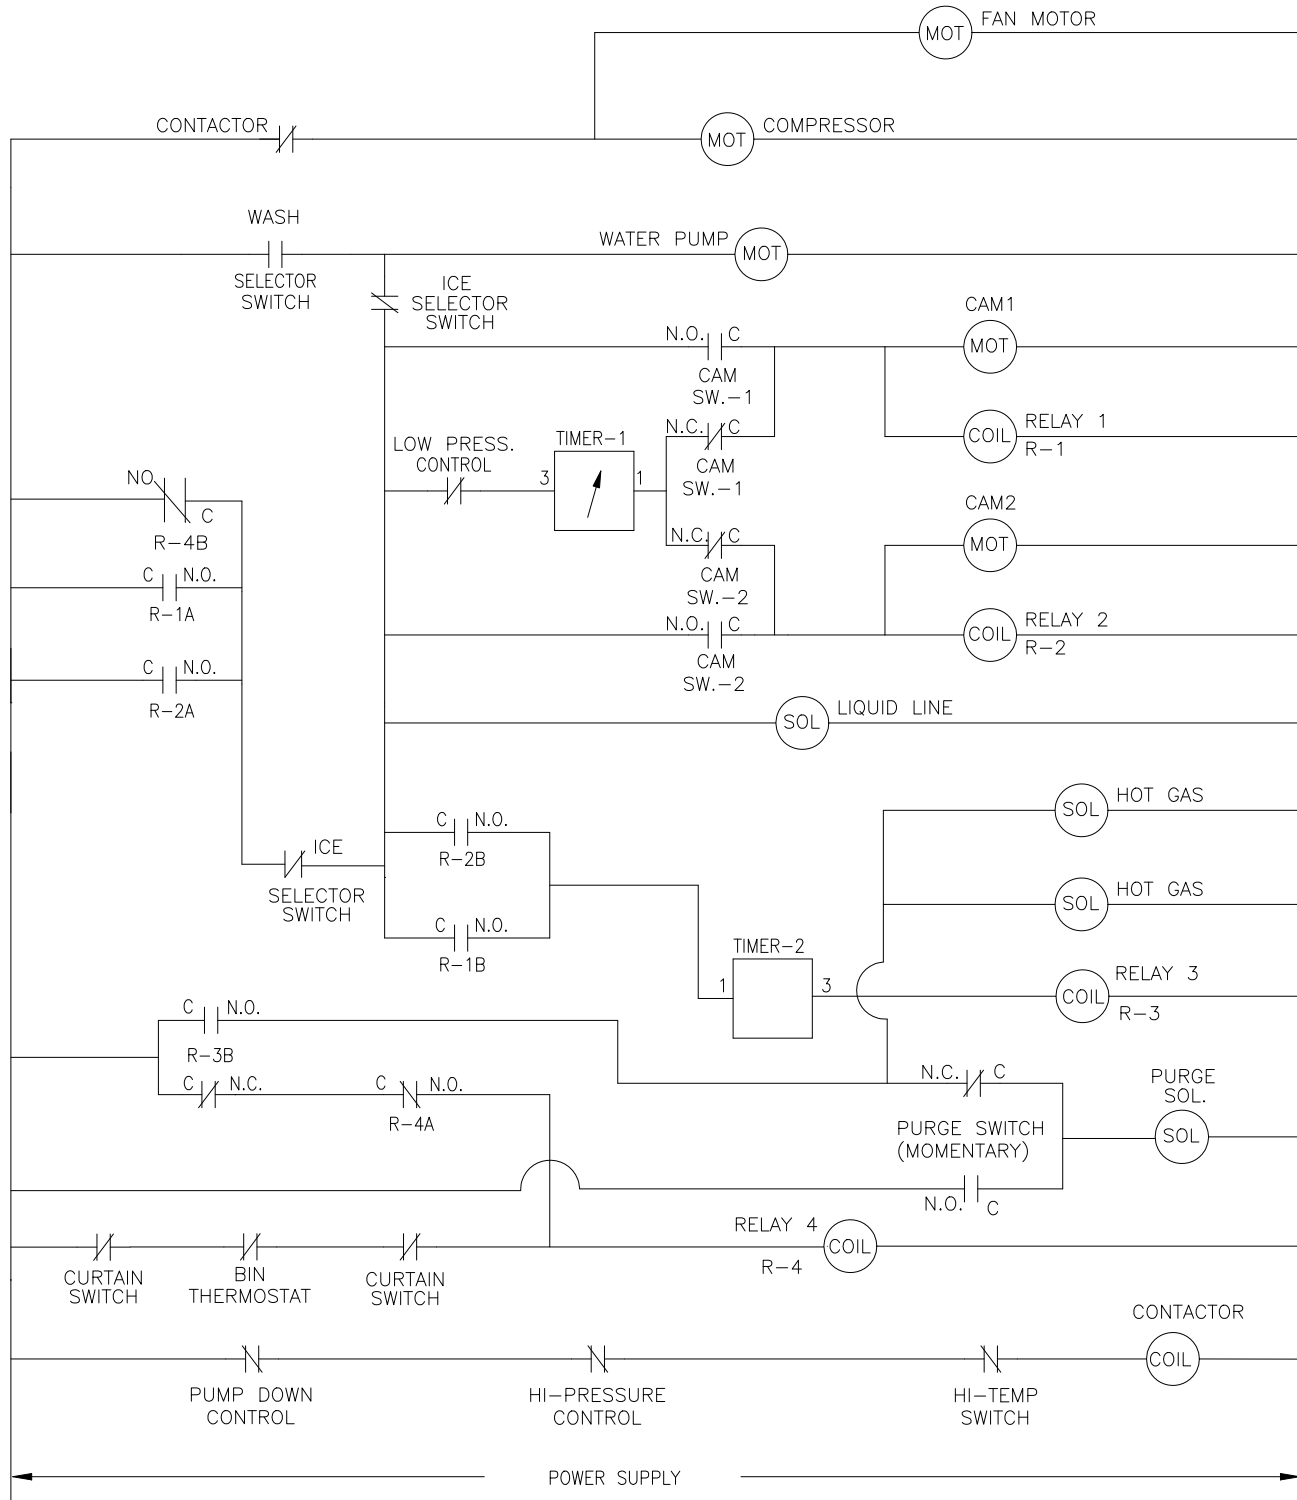 MOT FAN MOTOR
CONTACTOR
MOT COMPRESSOR
WASH
SELECTOR
SWITCH
WATER PUMP MOT
ICE
SELECTOR
SWITCH
N.O. C
CAM
SW.-1
CAM1
MOT
N.C. C
CAM
SW.-1
COIL RELAY 1
R-1
LOW PRESS.
CONTROL
TIMER-1
3 1
NO
C
R-4B
N.C. C
CAM
SW.-2
CAM2
MOT
C N.O.
R-1A
N.O. C
CAM
SW.-2
COIL RELAY 2
R-2
C N.O.
R-2A
SOL LIQUID LINE
SOL HOT GAS
C N.O.
R-2B
ICE
SELECTOR
SWITCH
SOL HOT GAS
C N.O.
R-1B
TIMER-2
1 3
COIL RELAY 3
R-3
C N.O.
R-3B
C N.C.
C N.O.
R-4A
N.C. C
PURGE SWITCH
(MOMENTARY)
N.O. C
PURGE
SOL.
SOL
RELAY 4
R-4
COIL
CURTAIN
SWITCH
BIN
THERMOSTAT
CURTAIN
SWITCH
CONTACTOR
COIL
PUMP DOWN
CONTROL
HI-PRESSURE
CONTROL
HI-TEMP
SWITCH
POWER SUPPLY